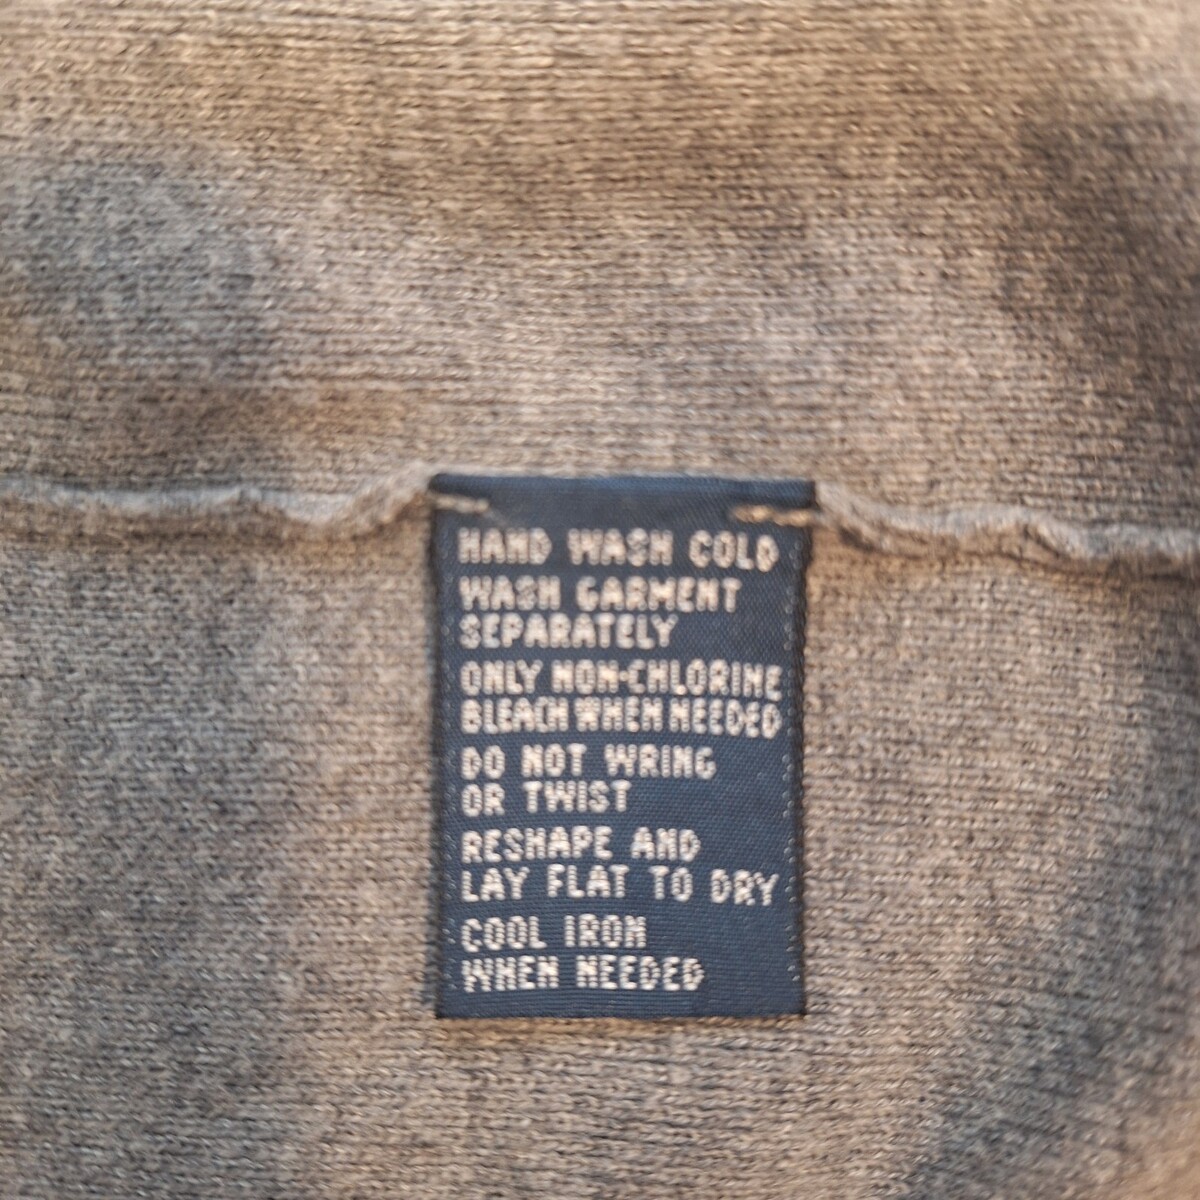 HAND WASH COLD
WASH GARMENT
SEPARATELY
ONLY NON-CHLORINE
BLEACH WHEN NEEDED
DO NOT WRING
OR TWIST
RESHAPE AND
LAY FLAT TO DRY
COOL IRON
WHEN NEEDED